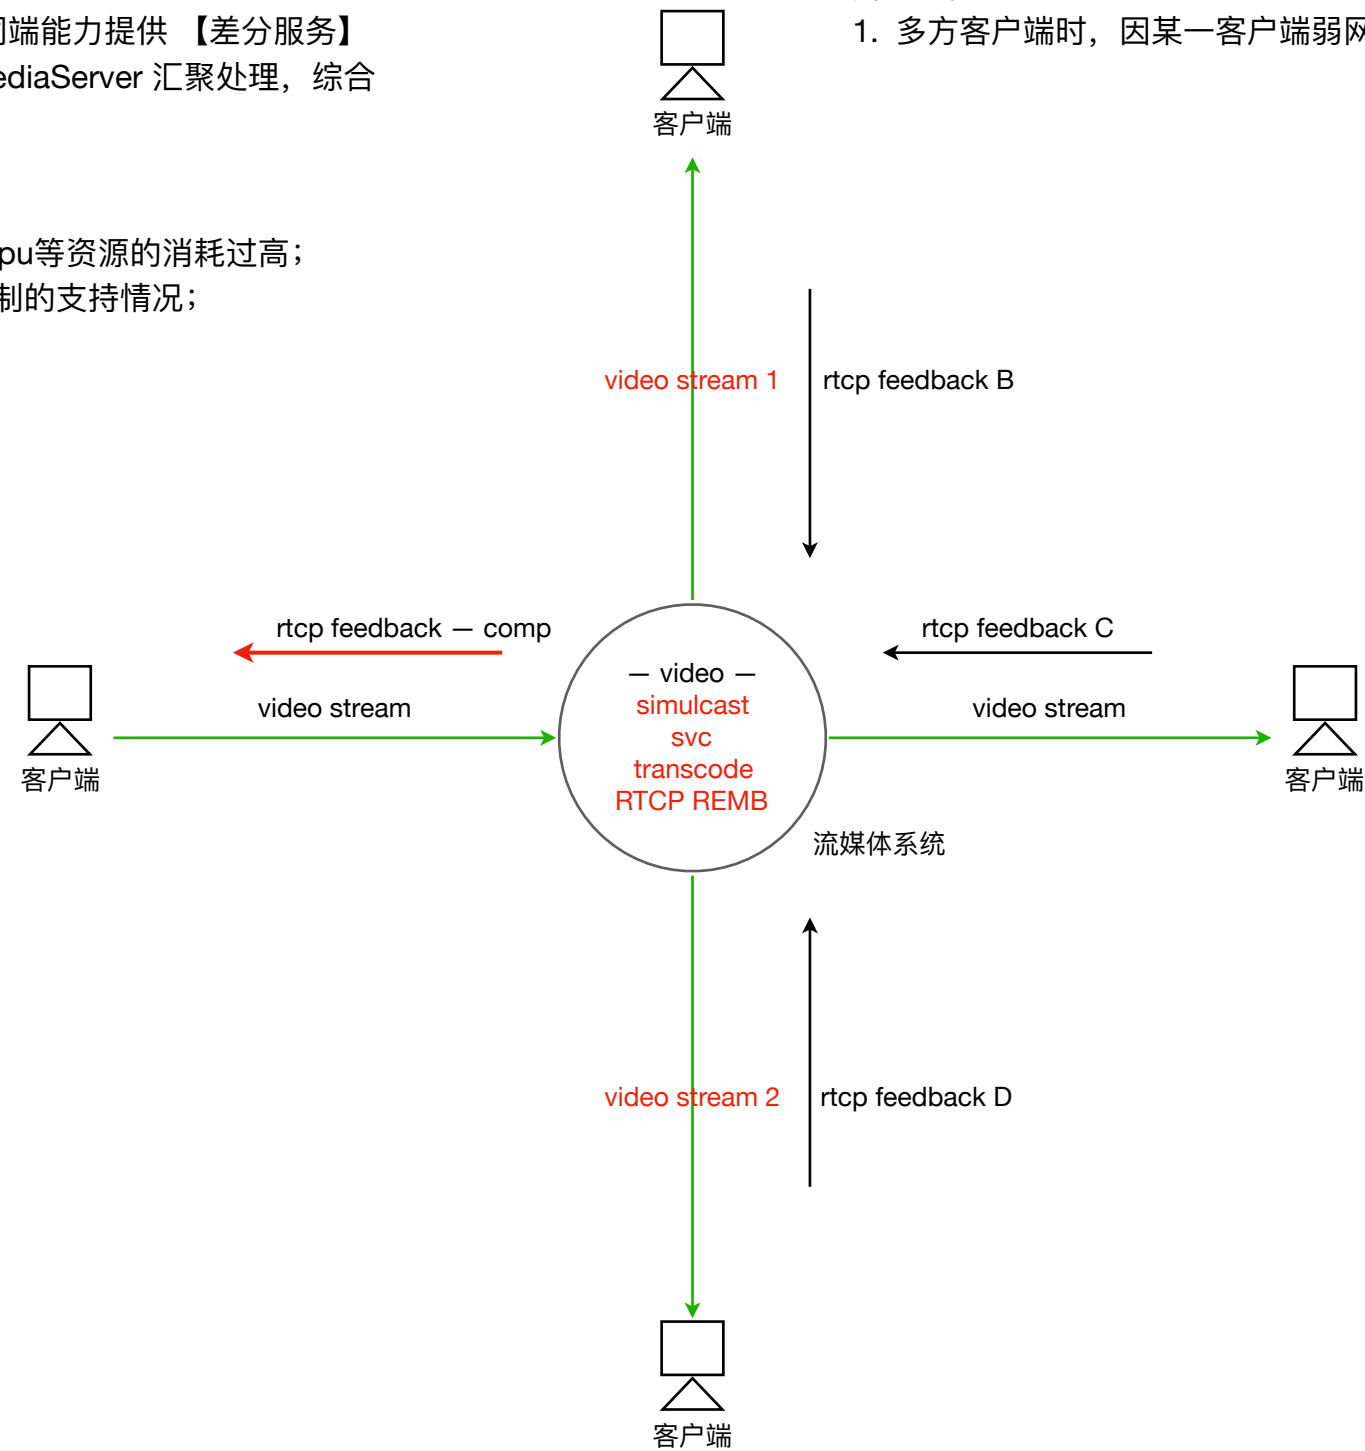 端能力提供 【差分服务】
ediaServer 汇聚处理，综合
1. 多方客户端时，因某一客户端弱网
客户端
pu等资源的消耗过高；
制的支持情况；
video stream 1
rtcp feedback B
rtcp feedback — comp
rtcp feedback C
— video —
simulcast
svc
transcode
RTCP REMB
video stream
video stream
客户端
客户端
流媒体系统
video stream 2
rtcp feedback D
客户端